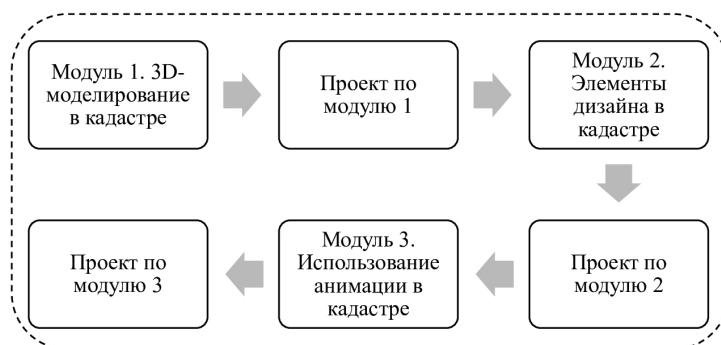 Модуль 1. 3D-
моделирование
в кадастре
Проект по
модулю 1
Модуль 2.
Элементы
дизайна в
кадастре
Проект по
модулю 2
Модуль 3.
Использование
анимации в
кадастре
Проект по
модулю 3